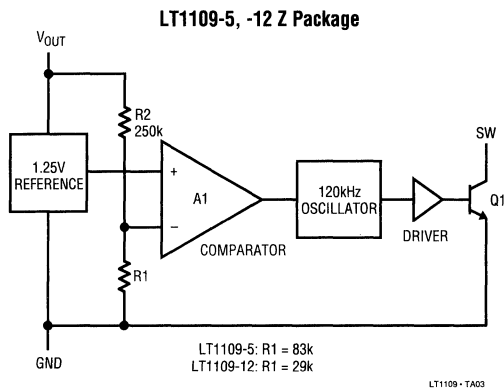 LT1109-5, -12 Z Package
VOUT
R2
250k
SW
1.25V
REFERENCE
+
A1
120kHz
OSCILLATOR
Q1
−
DRIVER
COMPARATOR
R1
GND
LT1109-5: R1 = 83k
LT1109-12: R1 = 29k
LT1109 • TA03